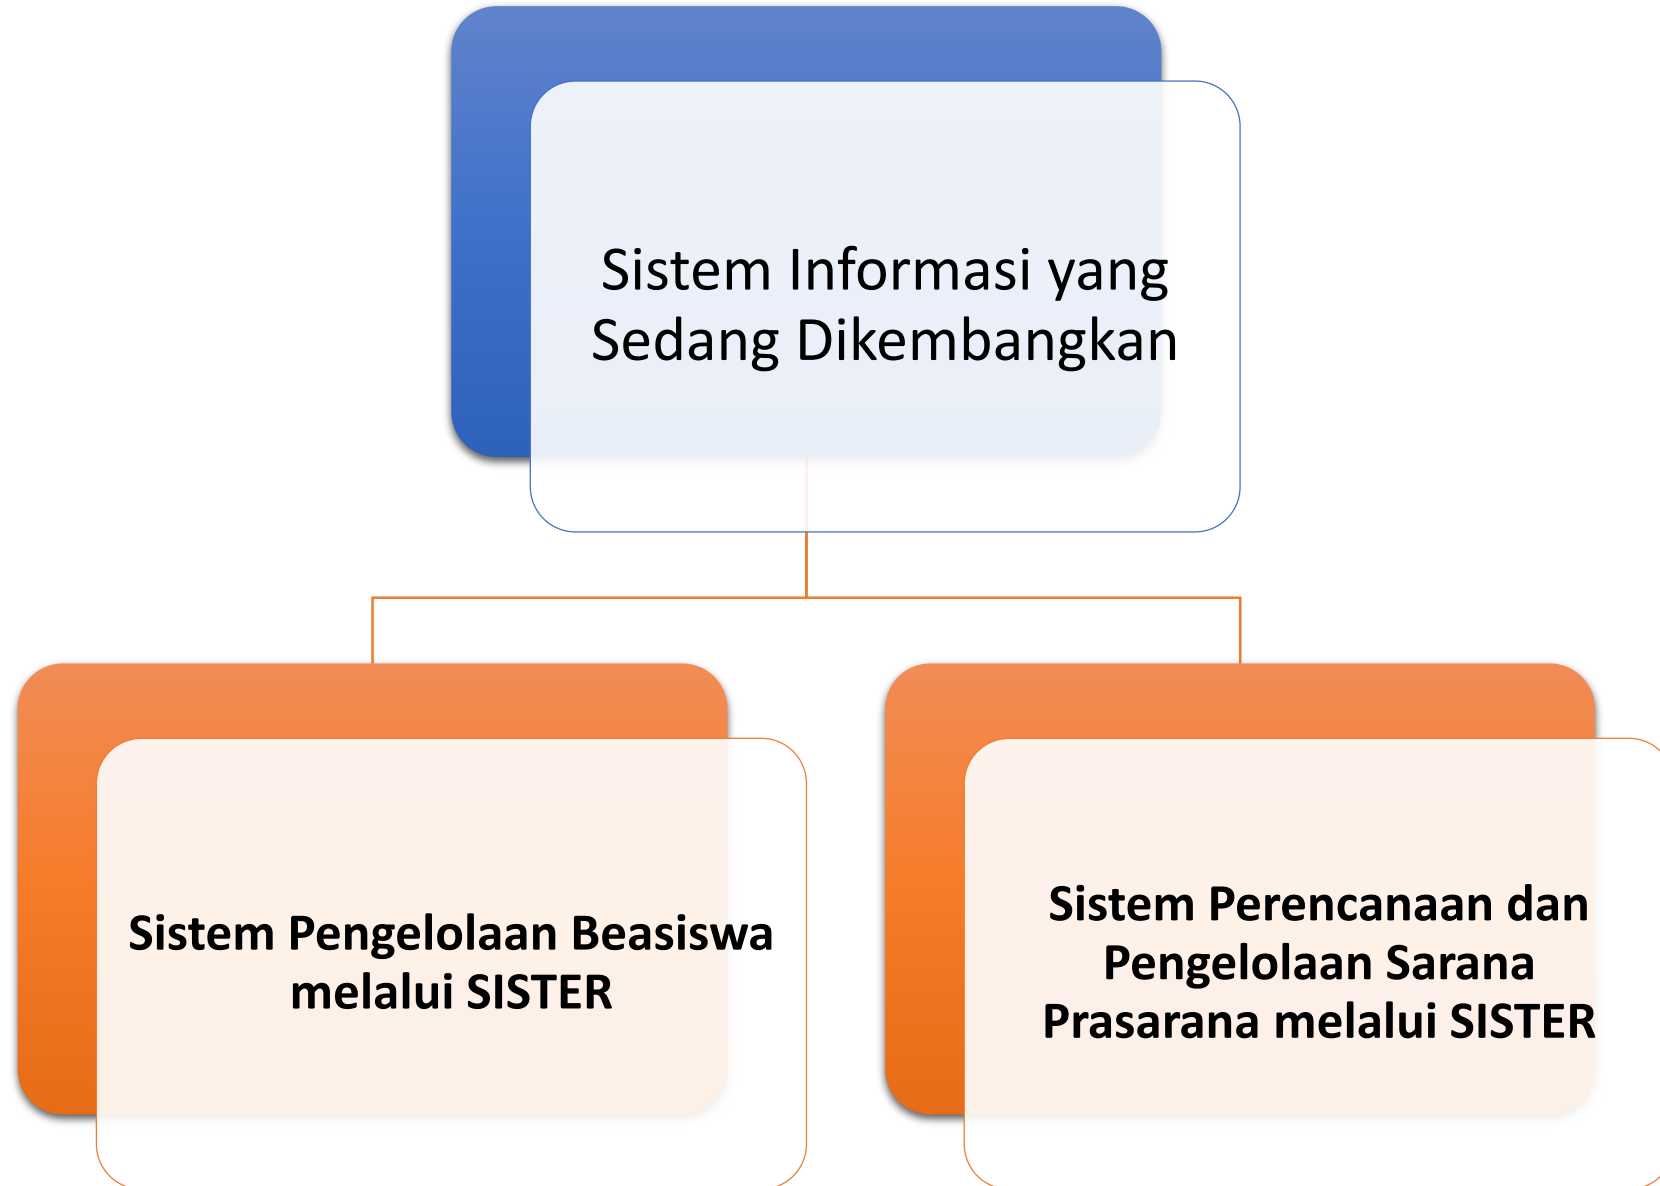 Sistem Informasi yang
Sedang Dikembangkan
Sistem Pengelolaan Beasiswa
melalui SISTER
Sistem Perencanaan dan
Pengelolaan Sarana
Prasarana melalui SISTER